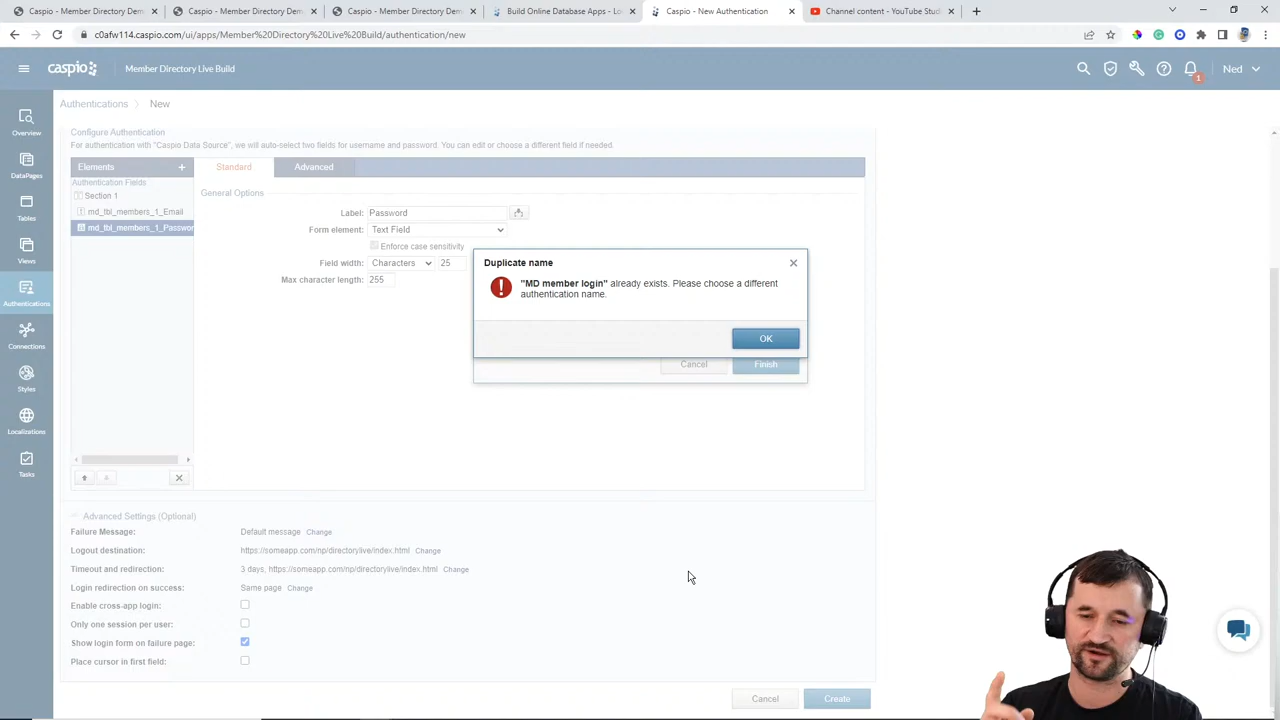 Caspio - Member Directory Dem
Caspio - Member Directory Dem
Caspio - Member Directory Dem
Build Online Database Apps - Lo
Caspio - New Authentication
Channel content - YouTube Stud
c0afw114.caspio.com/ui/apps/Member%20Directory%20Live%20Build/authentication/new
caspio
Member Directory Live Build
1
Ned
Authentications
New
Overview
DataPages
Tables
Views
Authentications
Connections
Styles
Localizations
Tasks
Configure Authentication
For authentication with "Caspio Data Source", we will auto-select two fields for username and password. You can edit or choose a different field if needed.
Elements
Standard
Advanced
Authentication Fields
Section 1
md_tbl_members_1_Email
md_tbl_members_1_Passwor
General Options
Label: Password
Form element: Text Field
Enforce case sensitivity
Field width: Characters 25
Max character length: 255
Duplicate name
"MD member login" already exists. Please choose a different
authentication name.
OK
Cancel
Finish
Advanced Settings (Optional)
Failure Message: Default message Change
Logout destination: https://someapp.com/np/directorylive/index.html Change
Timeout and redirection: 3 days, https://someapp.com/np/directorylive/index.html Change
Login redirection on success: Same page Change
Enable cross-app login:
Only one session per user:
Show login form on failure page:
Place cursor in first field:
Cancel
Create